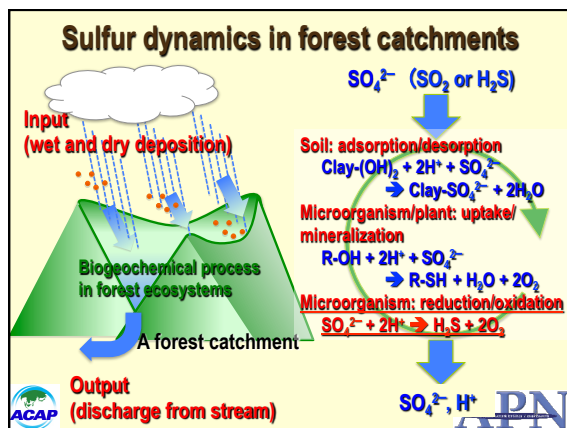 Sulfur dynamics in forest catchments
Input
(wet and dry deposition)
Biogeochemical process
in forest ecosystems
A forest catchment
Output
(discharge from stream)
ACAP
SO₄²⁻ (SO₂ or H₂S)
Soil: adsorption/desorption
Clay-(OH)₂ + 2H⁺ + SO₄²⁻
➔ Clay-SO₄²⁻ + 2H₂O
Microorganism/plant: uptake/
mineralization
R-OH + 2H⁺ + SO₄²⁻
➔ R-SH + H₂O + 2O₂
Microorganism: reduction/oxidation
SO₄²⁻ + 2H⁺ ➔ H₂S + 2O₂
SO₄²⁻, H⁺
APN